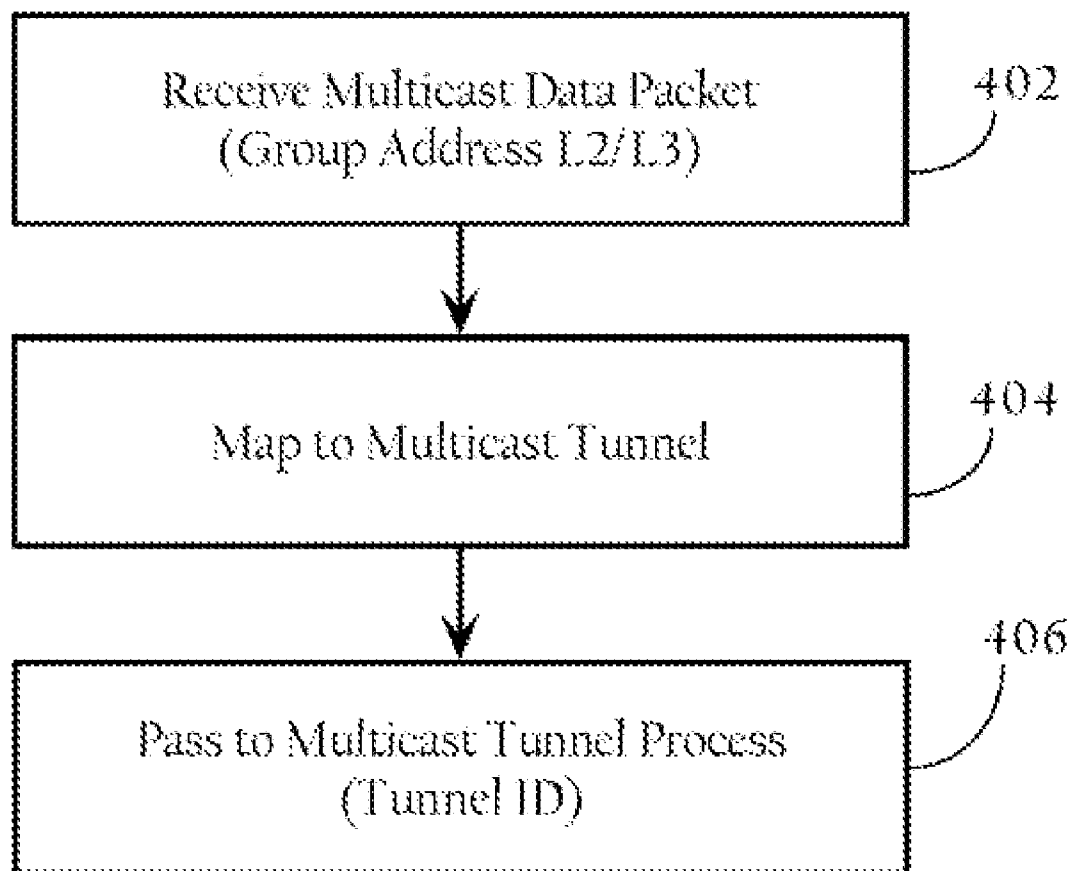 Receive Multicast Data Packet
(Group Address L2/L3)
402
Map to Multicast Tunnel
404
Pass to Multicast Tunnel Process
(Tunnel ID)
406